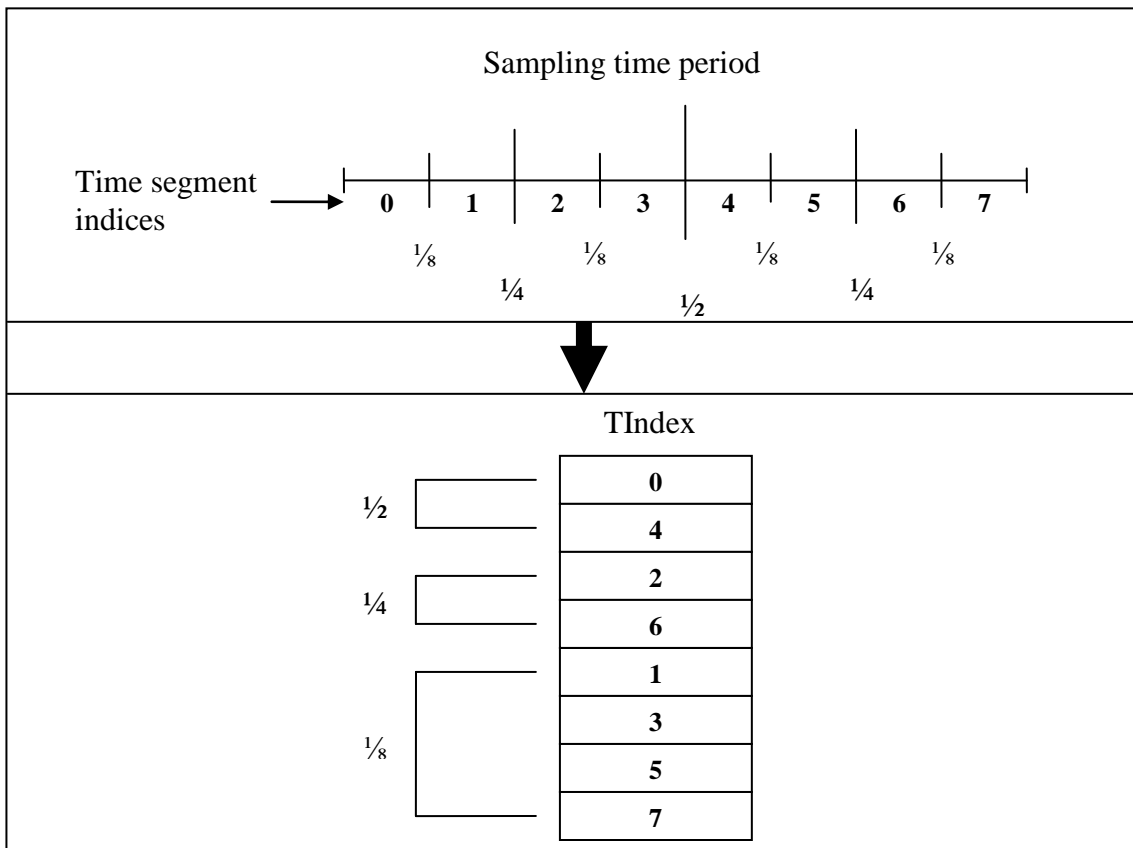 Sampling time period
Time segment
indices
0 1 2 3 4 5 6 7
⅛ ⅛ ⅛ ⅛
¼ ¼
½
TIndex
0
½
4
2
¼
6
1
3
⅛
5
7